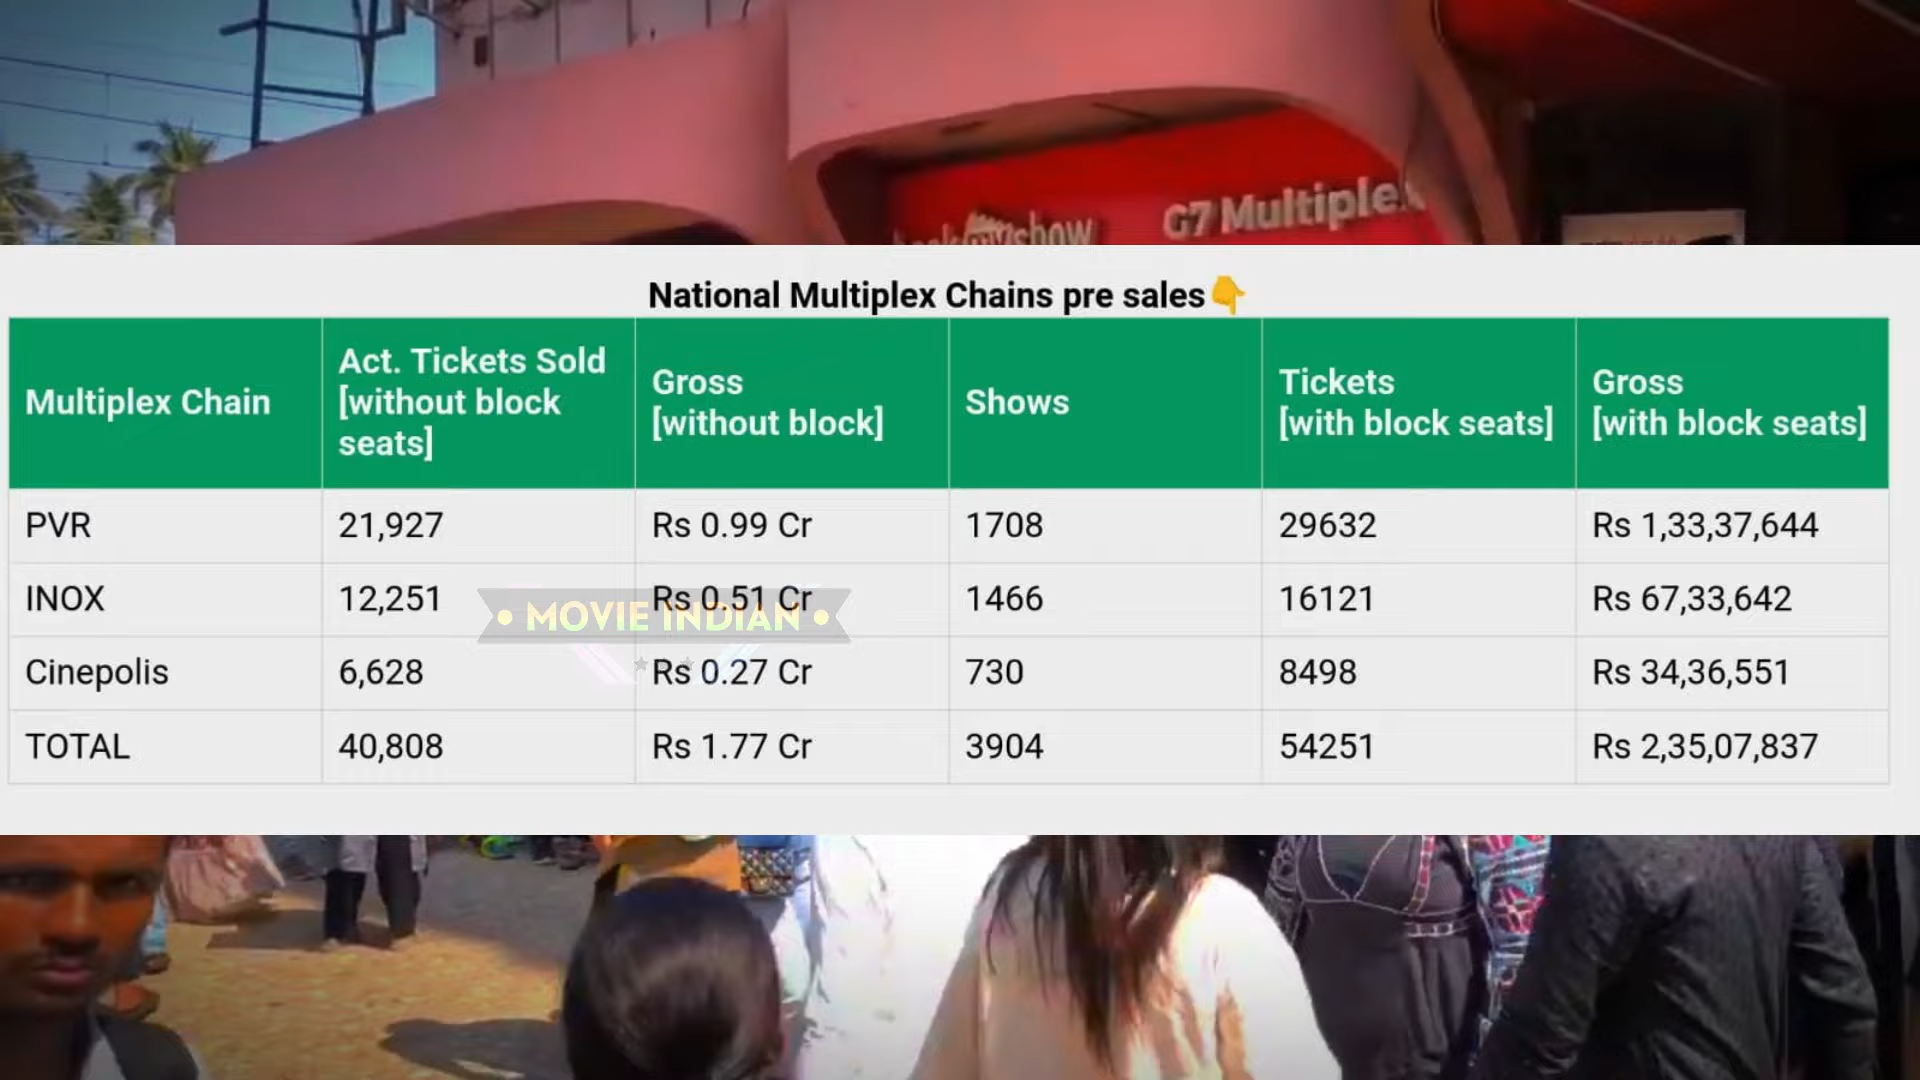 bookmyshow
G7 Multiplex
National Multiplex Chains pre sales👇
Multiplex Chain
Act. Tickets Sold
[without block
seats]
Gross
[without block]
Shows
Tickets
[with block seats]
Gross
[with block seats]
PVR
21,927
Rs 0.99 Cr
1708
29632
Rs 1,33,37,644
INOX
12,251
Rs 0.51 Cr
1466
16121
Rs 67,33,642
• MOVIE INDIAN •
Cinepolis
6,628
Rs 0.27 Cr
730
8498
Rs 34,36,551
TOTAL
40,808
Rs 1.77 Cr
3904
54251
Rs 2,35,07,837